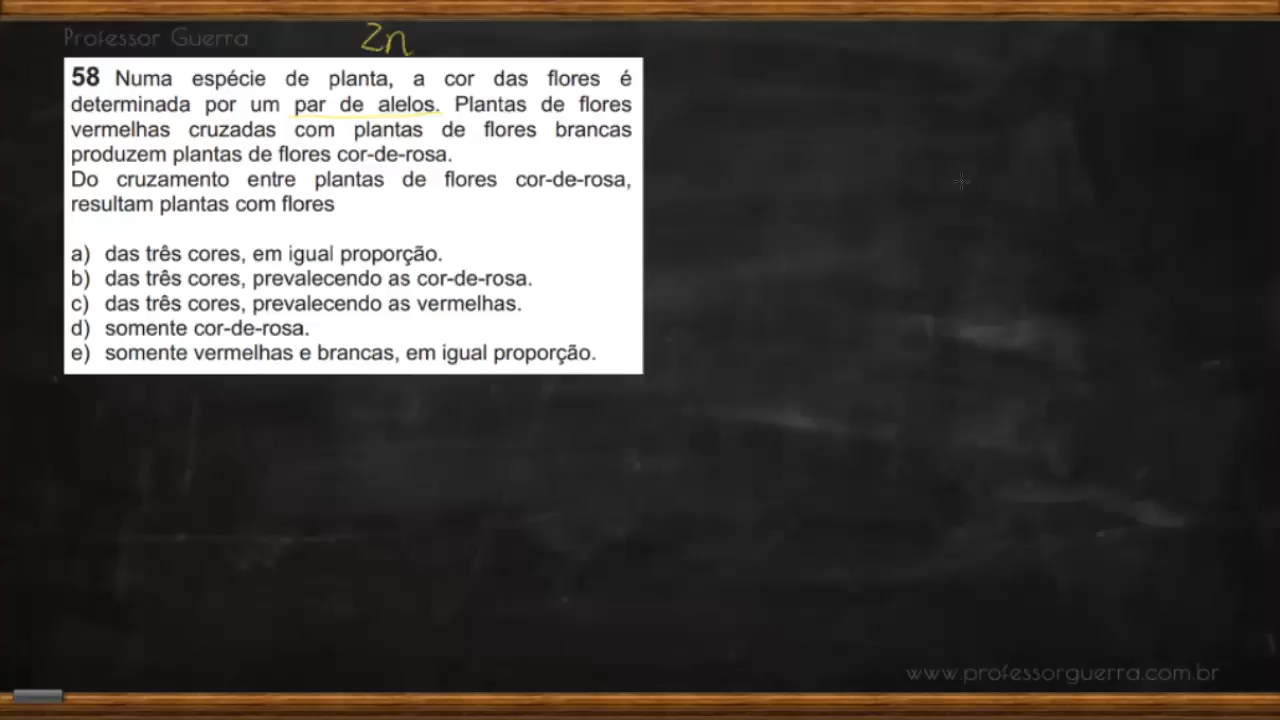 Professor Guerra
2n
58 Numa espécie de planta, a cor das flores é
determinada por um par de alelos. Plantas de flores
vermelhas cruzadas com plantas de flores brancas
produzem plantas de flores cor-de-rosa.
Do cruzamento entre plantas de flores cor-de-rosa,
resultam plantas com flores
a) das três cores, em igual proporção.
b) das três cores, prevalecendo as cor-de-rosa.
c) das três cores, prevalecendo as vermelhas.
d) somente cor-de-rosa.
e) somente vermelhas e brancas, em igual proporção.
www.professorguerra.com.br